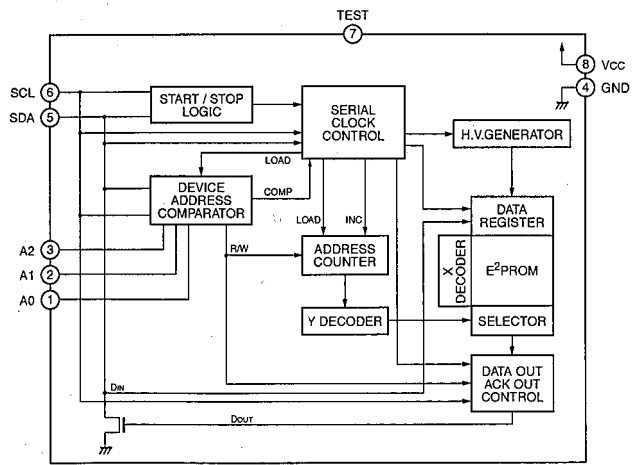 TEST
7
8 VCC
4 GND
SCL 6
SDA 5
START / STOP
LOGIC
SERIAL
CLOCK
CONTROL
H.V.GENERATOR
LOAD
DEVICE
ADDRESS
COMPARATOR
COMP
LOAD
INC
DATA
REGISTER
A2 3
A1 2
A0 1
R/W
ADDRESS
COUNTER
X
DECODER
E²PROM
Y DECODER
SELECTOR
DIN
DATA OUT
ACK OUT
CONTROL
DOUT